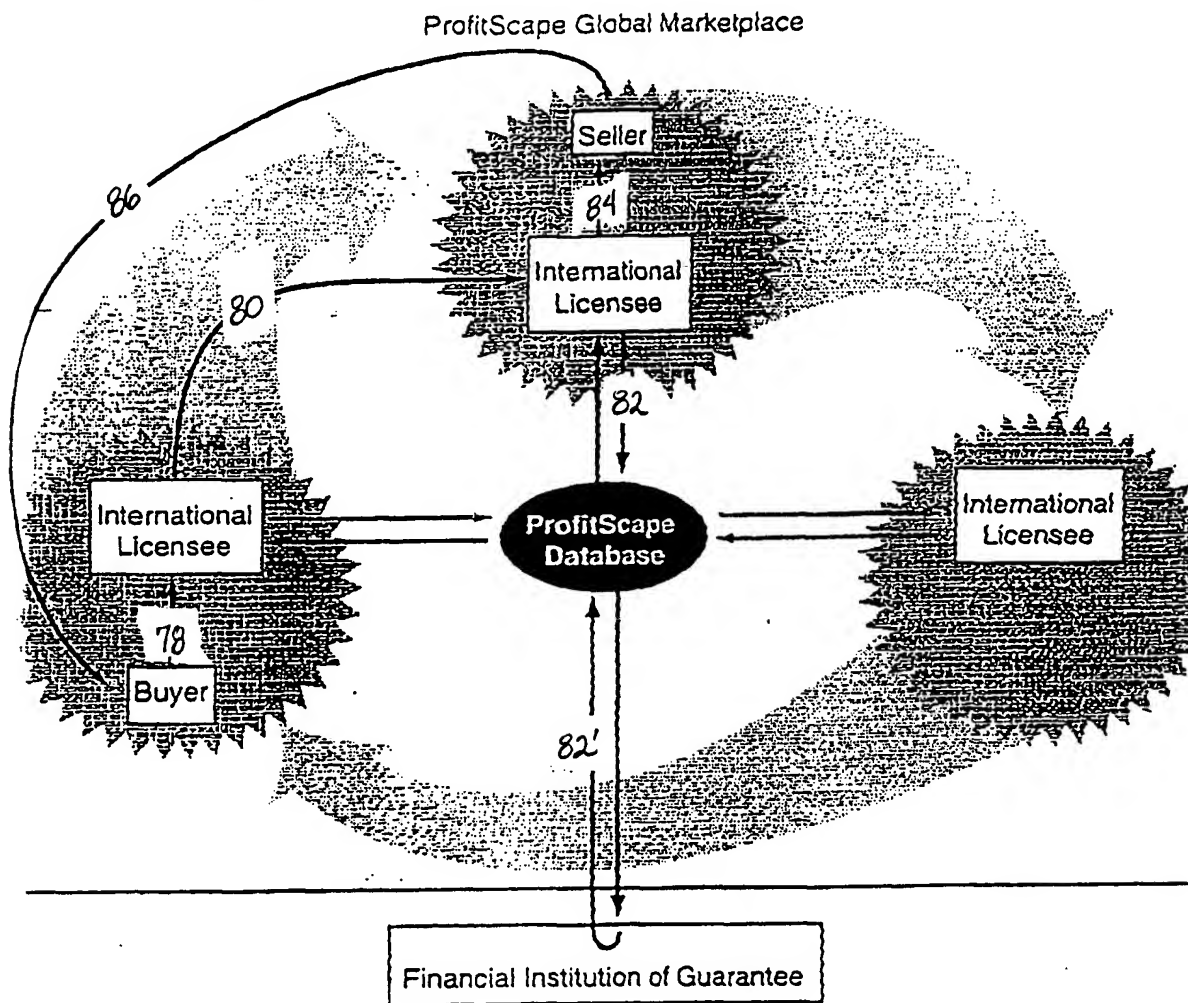 ProfitScape Global Marketplace
Seller
86
84
International
Licensee
80
82
International
Licensee
ProfitScape
Database
International
Licensee
78
Buyer
82'
Financial Institution of Guarantee